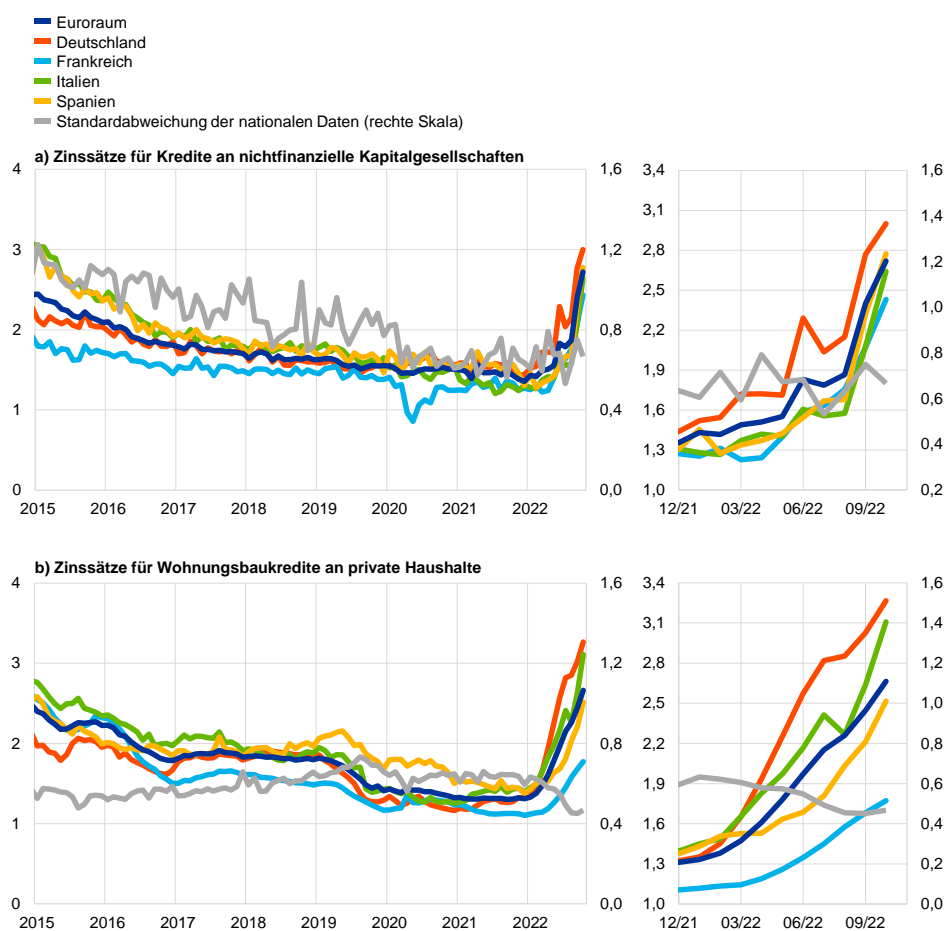 Euroraum
Deutschland
Frankreich
Italien
Spanien
Standardabweichung der nationalen Daten (rechte Skala)
a) Zinssätze für Kredite an nichtfinanzielle Kapitalgesellschaften
4 1,6 3,4 1,6
3,1 1,4
3 1,2 2,8 1,2
2,5 1,0
2 0,8 2,2
1,9 0,8
1 0,4 1,6 0,6
1,3 0,4
0 0,0 1,0 0,2
2015 2016 2017 2018 2019 2020 2021 2022 12/21 03/22 06/22 09/22
b) Zinssätze für Wohnungsbaukredite an private Haushalte
4 1,6 3,4 1,6
3,1 1,4
3 1,2 2,8 1,2
2,5 1,0
2 0,8 2,2 0,8
1,9 0,6
1 0,4 1,6 0,4
1,3 0,2
0 0,0 1,0 0,0
2015 2016 2017 2018 2019 2020 2021 2022 12/21 03/22 06/22 09/22